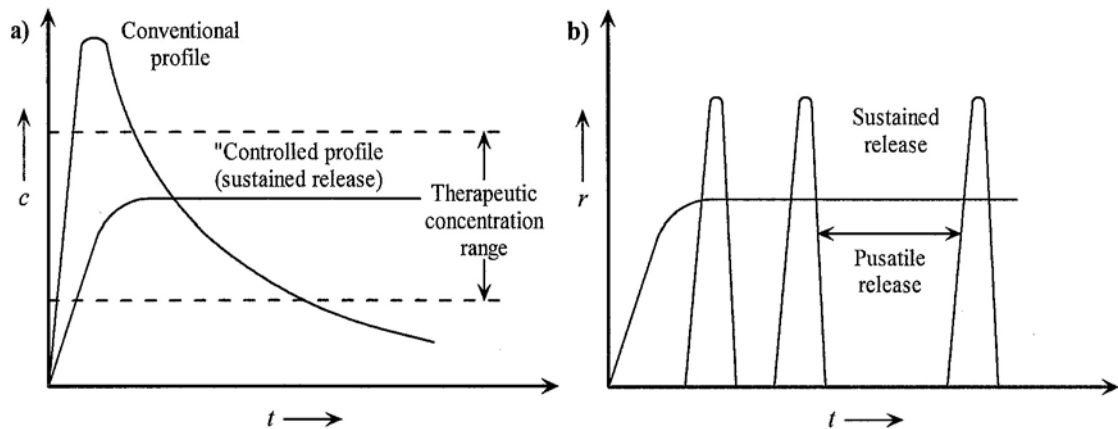 a)
Conventional
profile
c
"Controlled profile
(sustained release)
Therapeutic
concentration
range
t
b)
Sustained
release
r
Pusatile
release
t